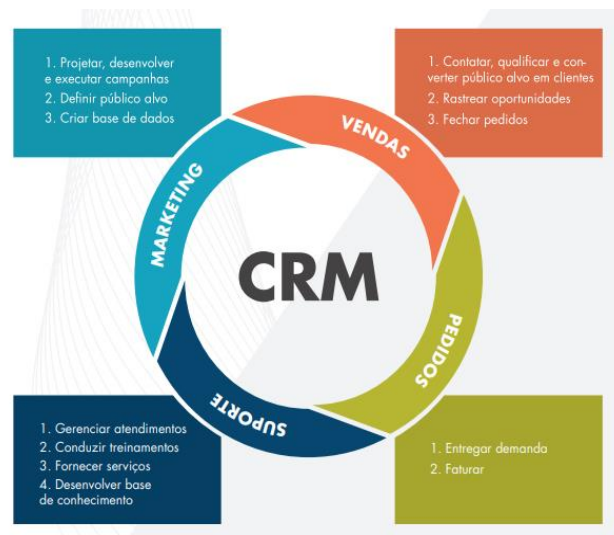 1. Projetar, desenvolver
e executar campanhas
2. Definir público alvo
3. Criar base de dados
1. Contatar, qualificar e con-
verter público alvo em clientes
2. Rastrear oportunidades
3. Fechar pedidos
VENDAS
MARKETING
CRM
PEDIDOS
SUPORTE
1. Gerenciar atendimentos
2. Conduzir treinamentos
3. Fornecer serviços
4. Desenvolver base
de conhecimento
1. Entregar demanda
2. Faturar